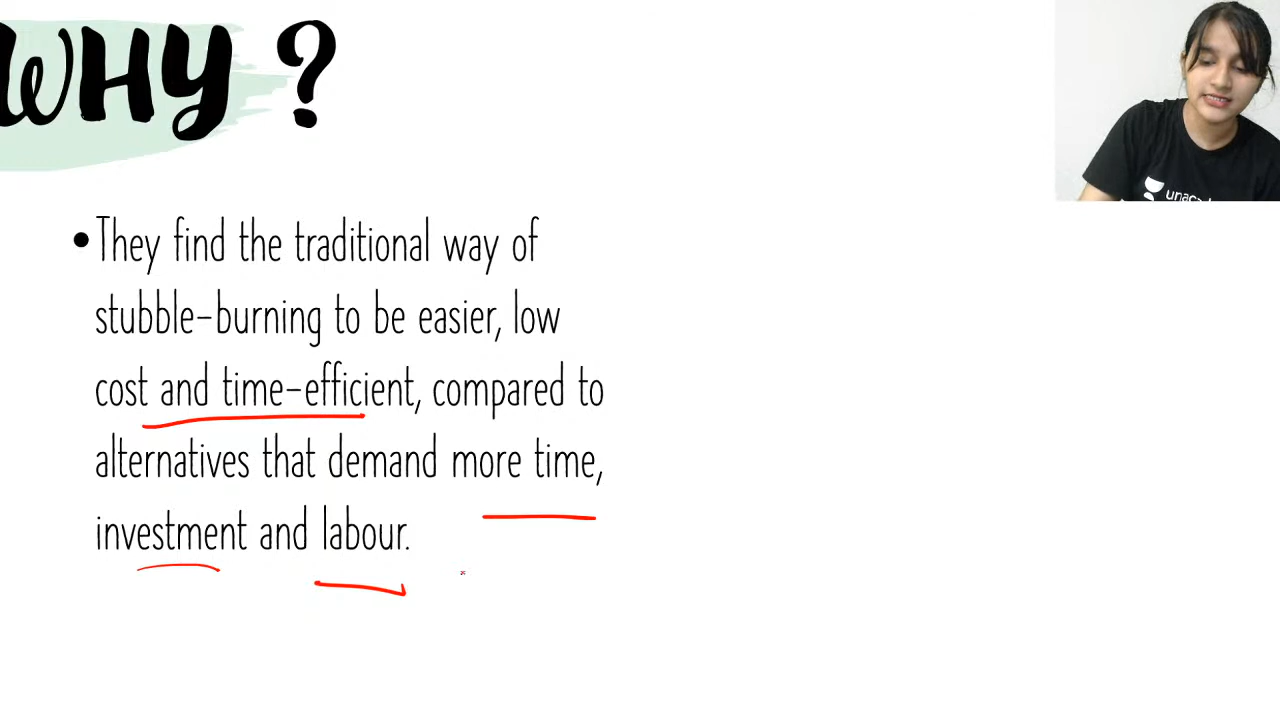 WHY ?
•They find the traditional way of
stubble-burning to be easier, low
cost and time-efficient, compared to
alternatives that demand more time,
investment and labour.